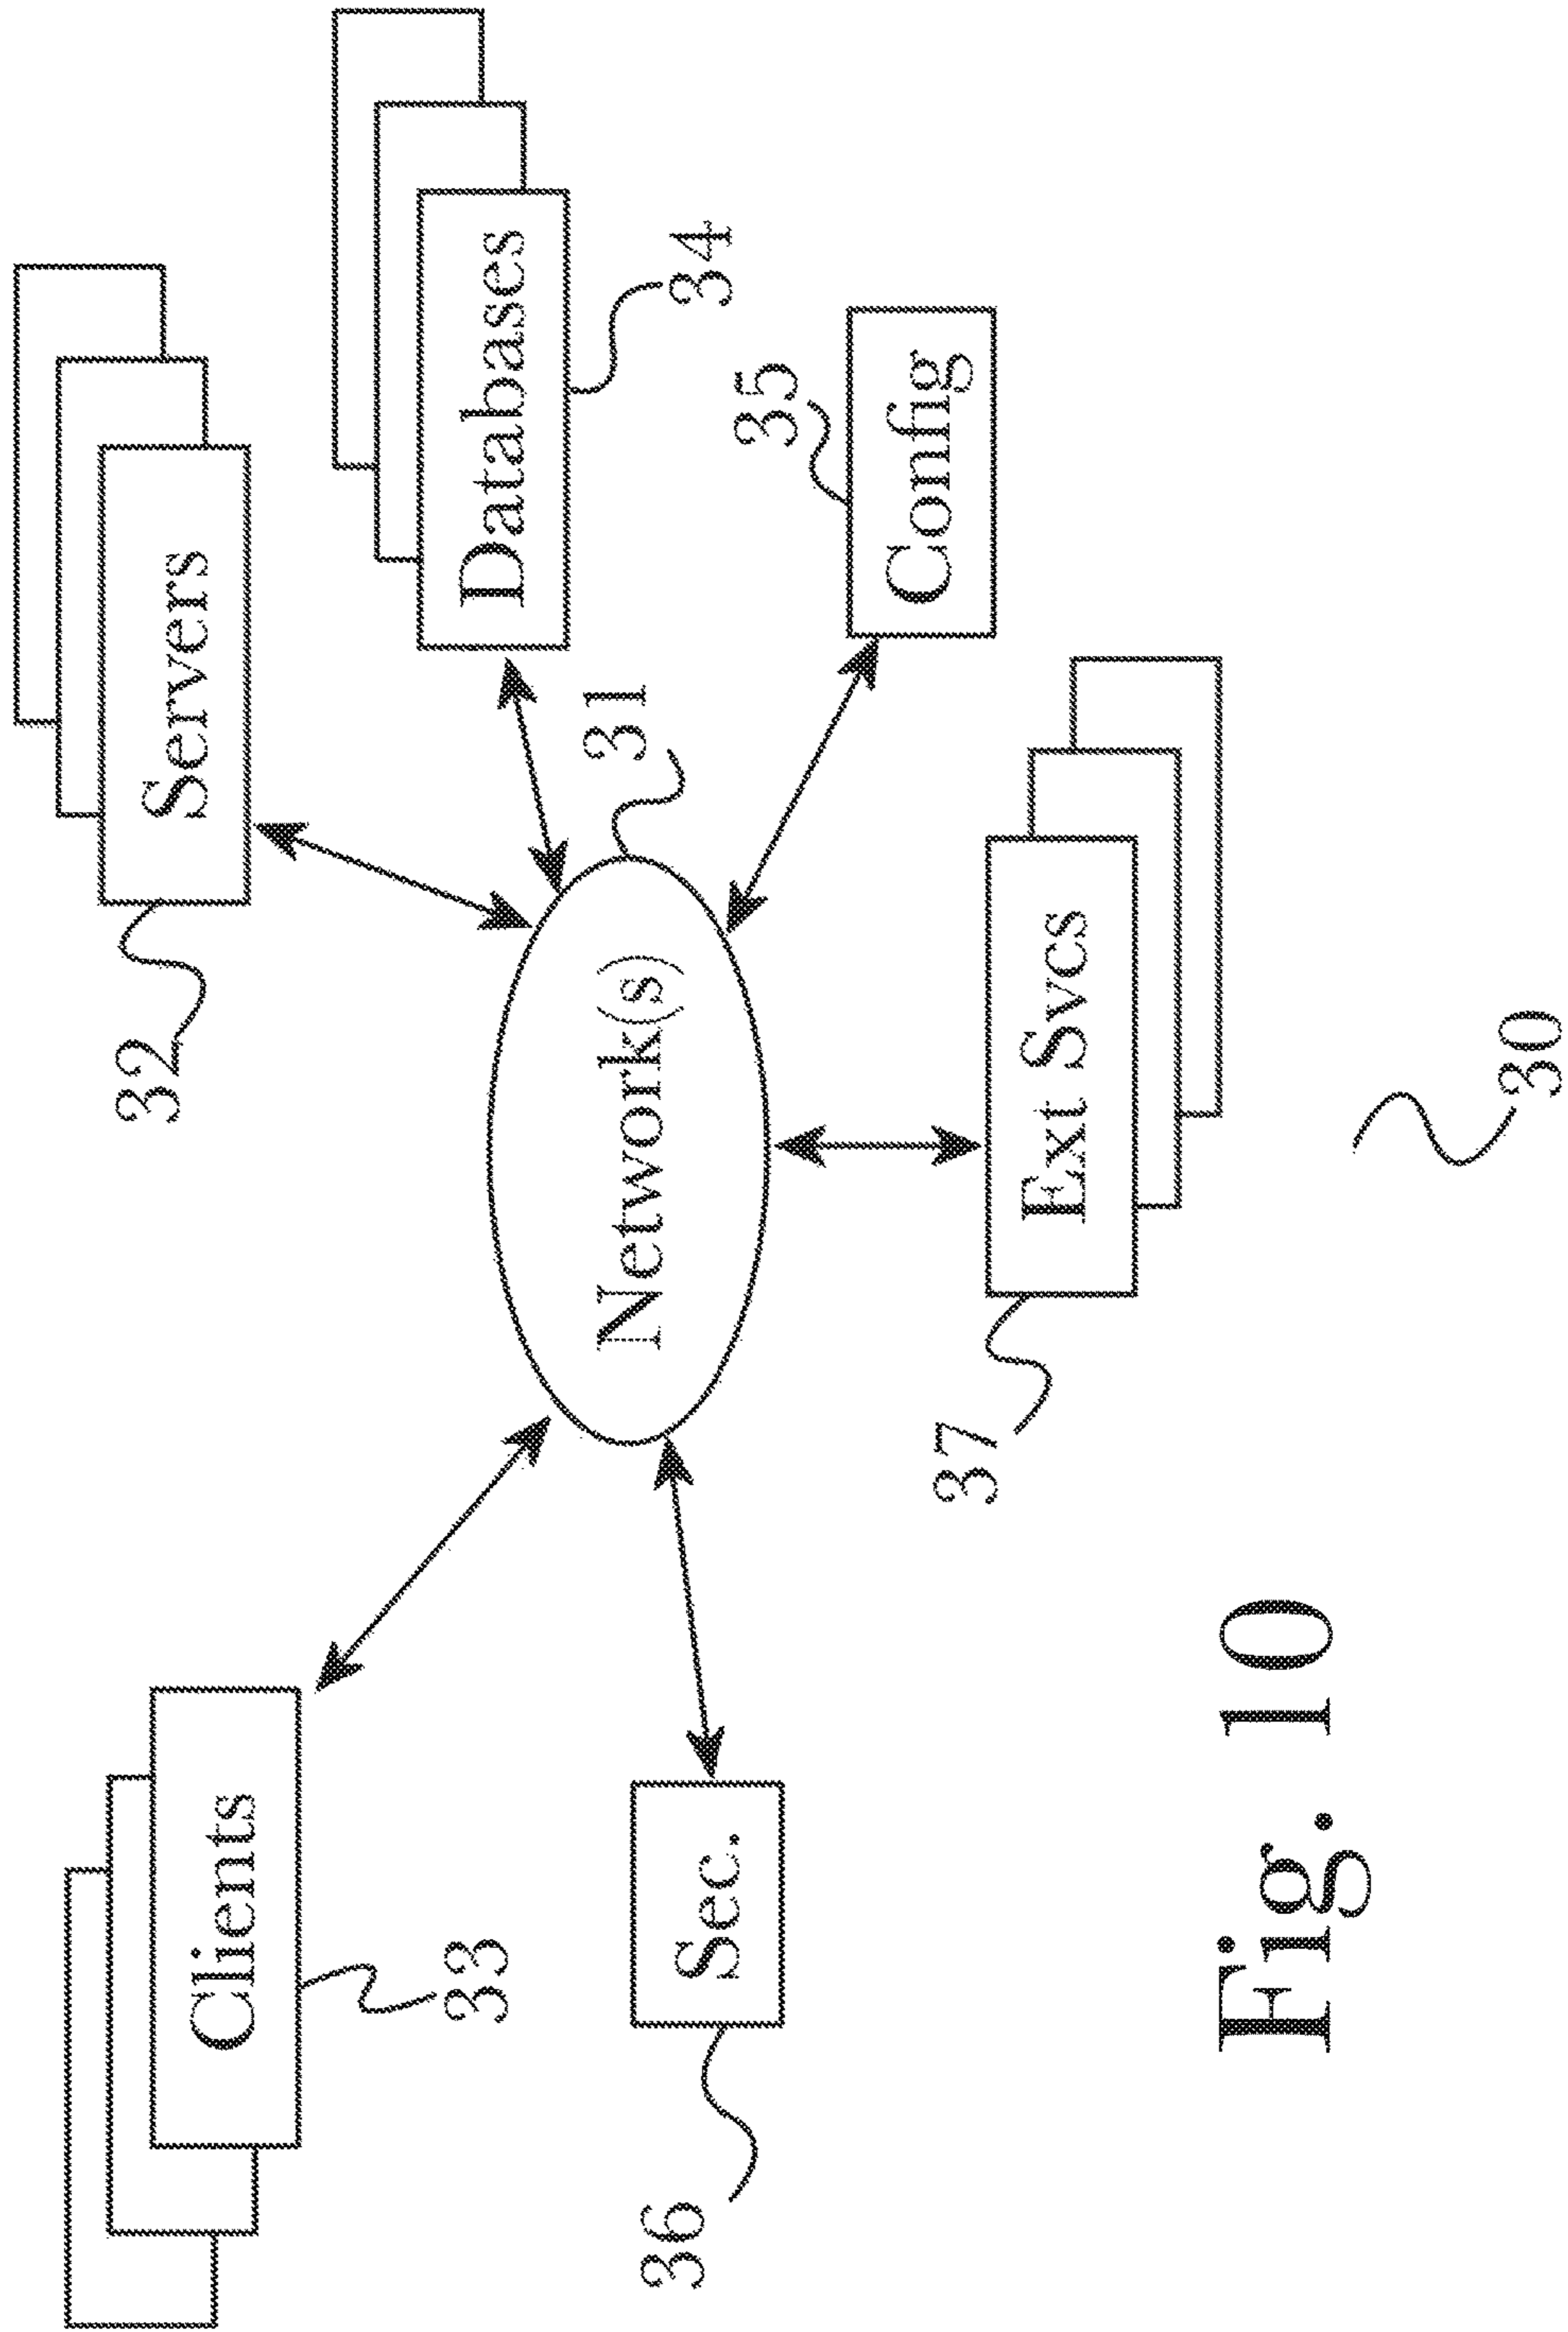 32
Servers
Clients
33
Databases
34
31
Network(s)
35
Config
36
Sec.
37
Ext Svcs
30
Fig. 10